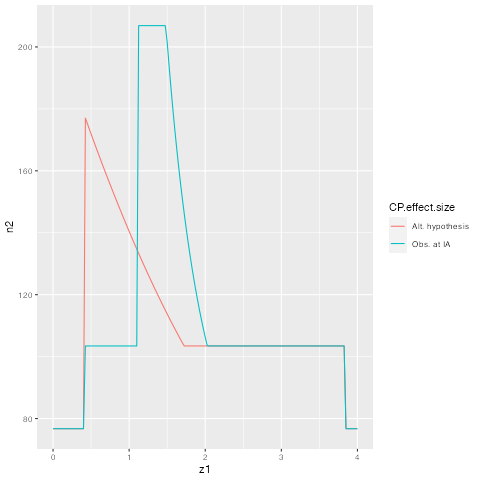 200
160
120
80
n2
0 1 2 3 4
z1
CP.effect.size
Alt. hypothesis
Obs. at IA